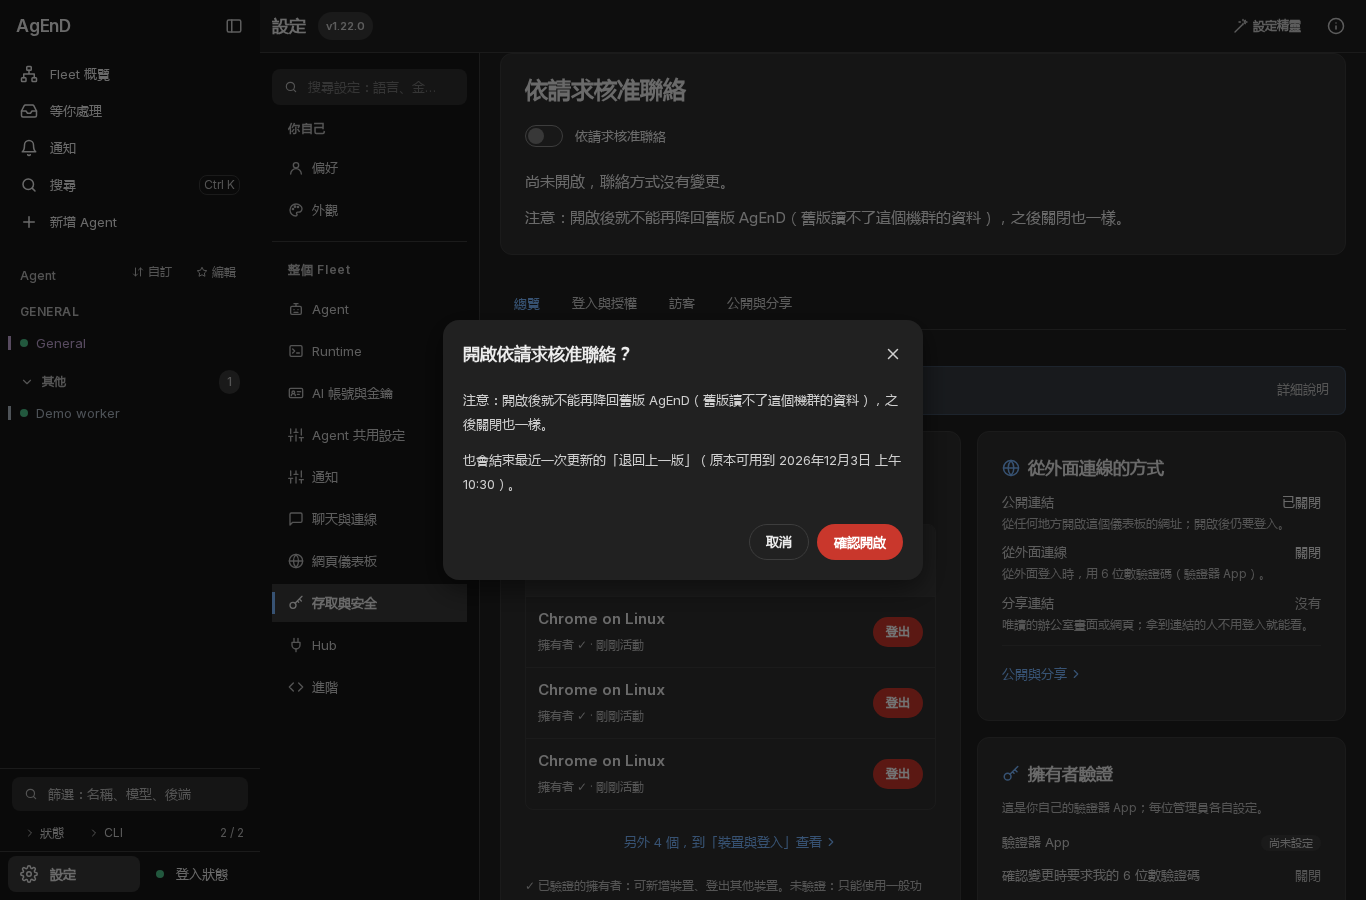 AgEnD
Fleet 概覽
等你處理
通知
搜尋
Ctrl K
新增 Agent
Agent
自訂
編輯
GENERAL
General
其他
1
Demo worker
篩選：名稱、模型、後端
狀態
CLI
2 / 2
設定
登入狀態
設定
v1.22.0
設定精靈
搜尋設定：語言、金…
你自己
偏好
外觀
整個 Fleet
Agent
Runtime
AI 帳號與金鑰
Agent 共用設定
通知
聊天與連線
網頁儀表板
存取與安全
Hub
進階
依請求核准聯絡
依請求核准聯絡
尚未開啟，聯絡方式沒有變更。
注意：開啟後就不能再降回舊版 AgEnD（舊版讀不了這個機群的資料），之後關閉也一樣。
總覽
登入與授權
訪客
公開與分享
詳細說明
開啟依請求核准聯絡？
注意：開啟後就不能再降回舊版 AgEnD（舊版讀不了這個機群的資料），之
後關閉也一樣。
也會結束最近一次更新的「退回上一版」（原本可用到 2026年12月3日 上午
10:30）。
取消
確認開啟
Chrome on Linux
擁有者 ✓ · 剛剛活動
登出
Chrome on Linux
擁有者 ✓ · 剛剛活動
登出
Chrome on Linux
擁有者 ✓ · 剛剛活動
登出
另外 4 個，到「裝置與登入」查看
✓ 已驗證的擁有者：可新增裝置、登出其他裝置。未驗證：只能使用一般功
從外面連線的方式
公開連結
已關閉
從任何地方開啟這個儀表板的網址；開啟後仍要登入。
從外面連線
關閉
從外面登入時，用 6 位數驗證碼（驗證器 App）。
分享連結
沒有
唯讀的辦公室畫面或網頁；拿到連結的人不用登入就能看。
公開與分享
擁有者驗證
這是你自己的驗證器 App；每位管理員各自設定。
驗證器 App
尚未設定
確認變更時要求我的 6 位數驗證碼
關閉